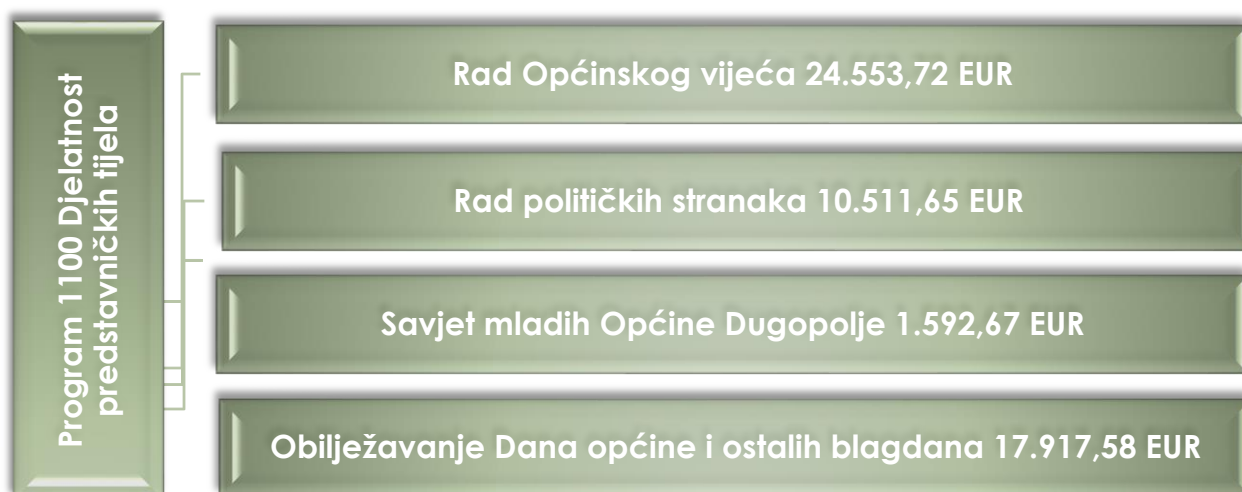 Program 1100 Djelatnost
predstavničkih tijela
Rad Općinskog vijeća 24.553,72 EUR
Rad političkih stranaka 10.511,65 EUR
Savjet mladih Općine Dugopolje 1.592,67 EUR
Obilježavanje Dana općine i ostalih blagdana 17.917,58 EUR